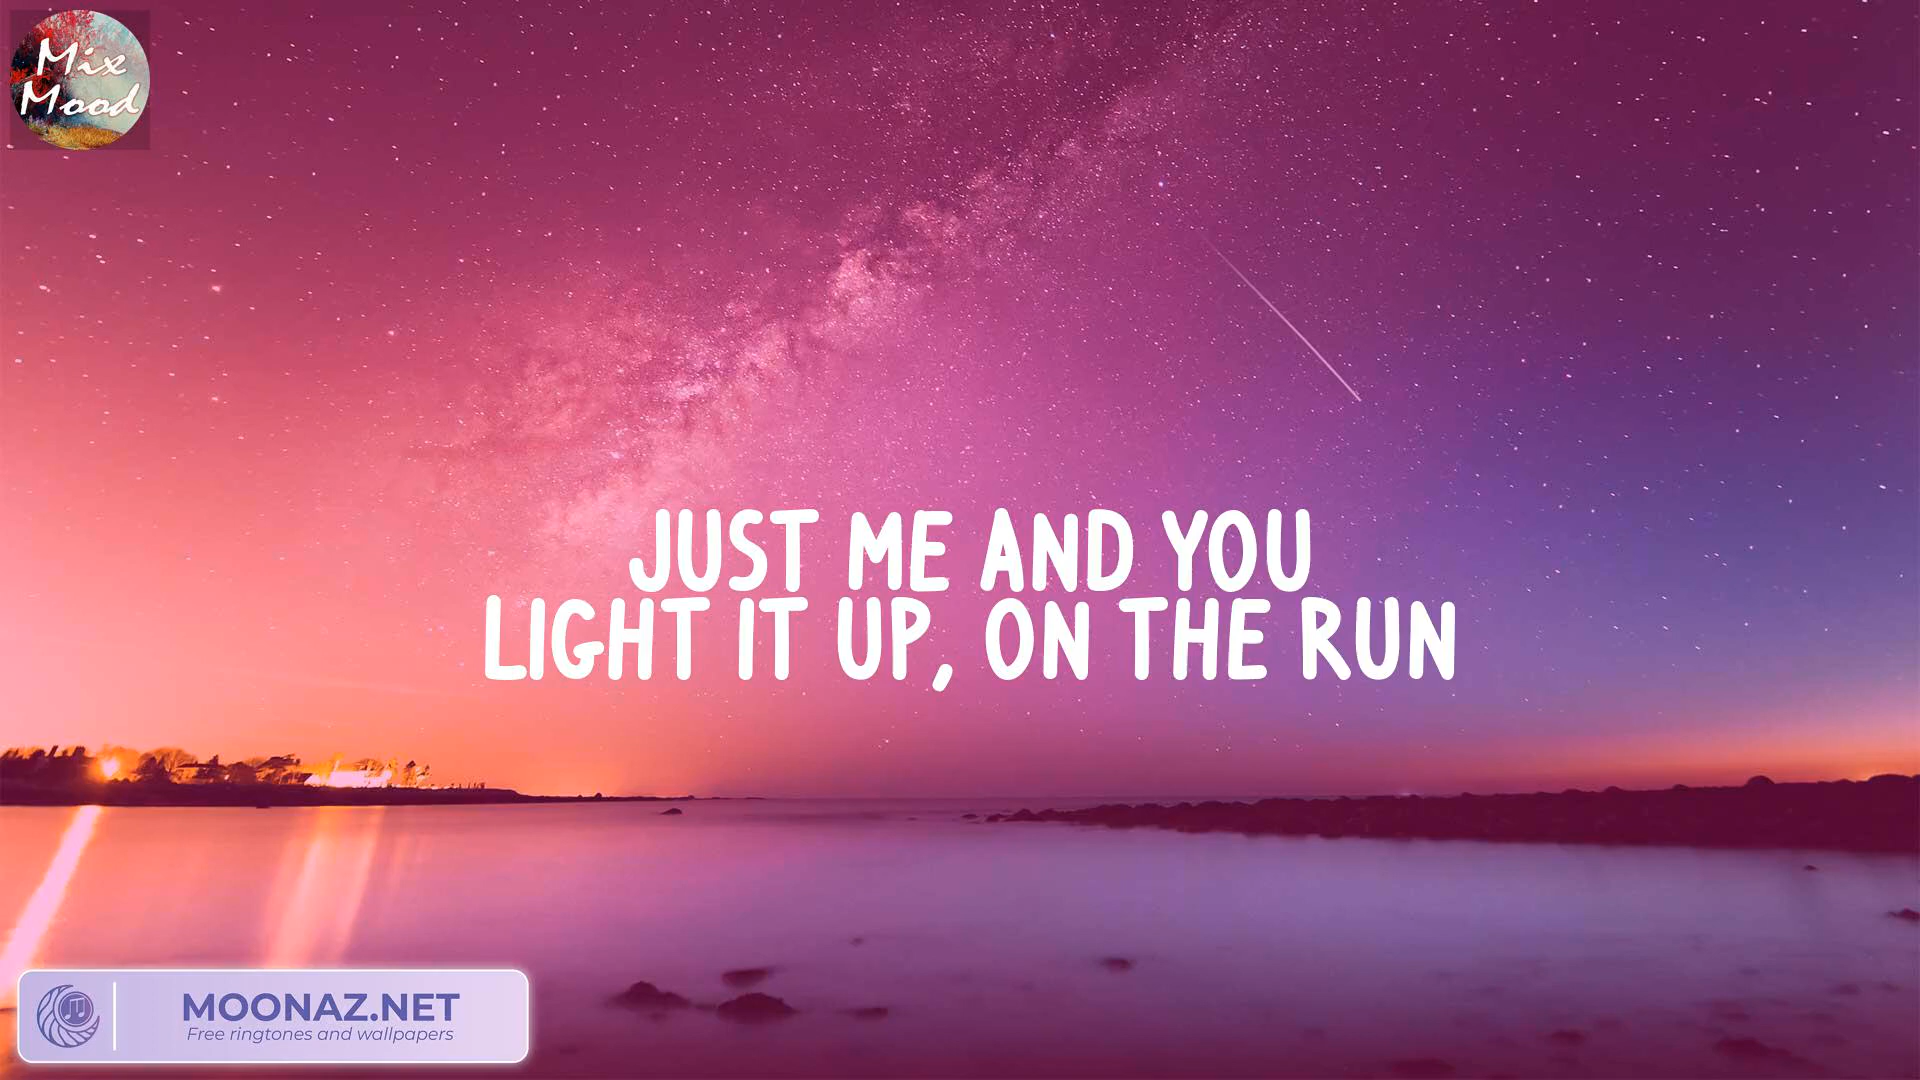 Mix
Mood
JUST ME AND YOU
LIGHT IT UP, ON THE RUN
MOONAZ.NET
Free ringtones and wallpapers